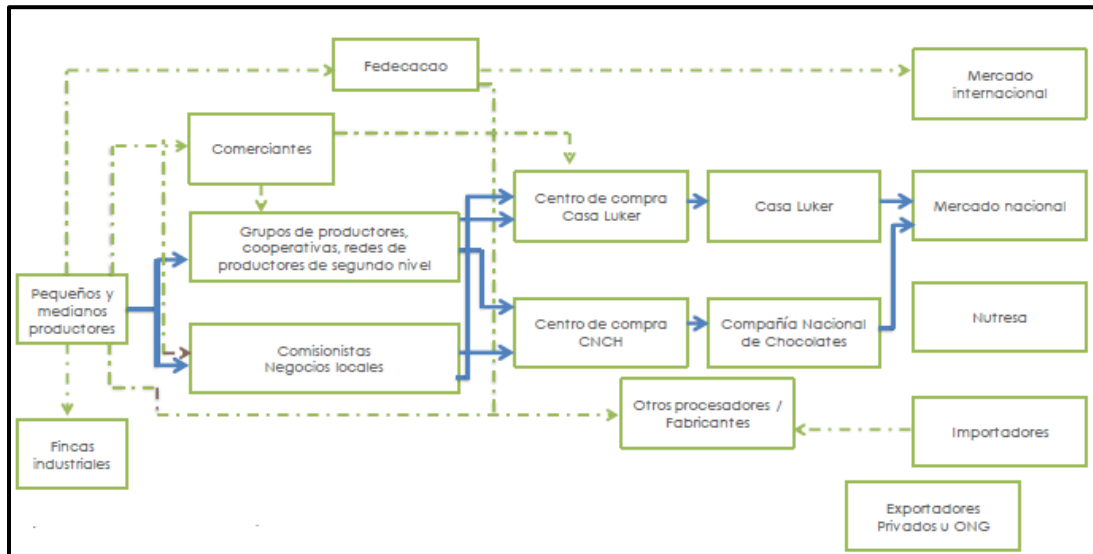 Fedecacao
Mercado
internacional
Comerciantes
Centro de compra
Casa Luker
Casa Luker
Mercado nacional
Grupos de productores,
cooperativas, redes de
productores de segundo nivel
Pequeños y
medianos
productores
Centro de compra
CNCH
Compañía Nacional
de Chocolates
Nutresa
Comisionistas
Negocios locales
Otros procesadores /
Fabricantes
Importadores
Fincas
industriales
Exportadores
Privados u ONG